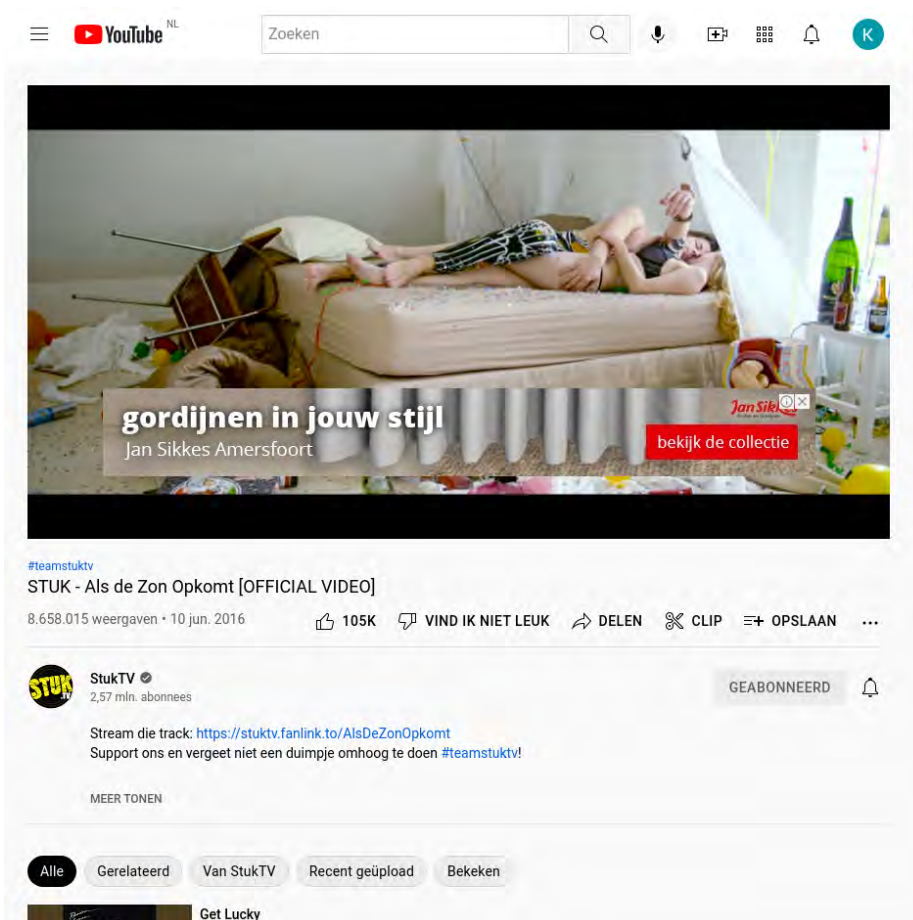 YouTube NL
Zoeken
K
gordijnen in jouw stijl
Jan Sikkes Amersfoort
bekijk de collectie
#teamstuktv
STUK - Als de Zon Opkomt [OFFICIAL VIDEO]
8.658.015 weergaven • 10 jun. 2016
105K
VIND IK NIET LEUK
DELEN
CLIP
OPSLAAN
STUK
StukTV
2,57 mln. abonnees
GEABONNEERD
Stream die track: https://stuktv.fanlink.to/AlsDeZonOpkomt
Support ons en vergeet niet een duimpje omhoog te doen #teamstuktv!
MEER TONEN
Alle
Gerelateerd
Van StukTV
Recent geüpload
Bekeken
Get Lucky